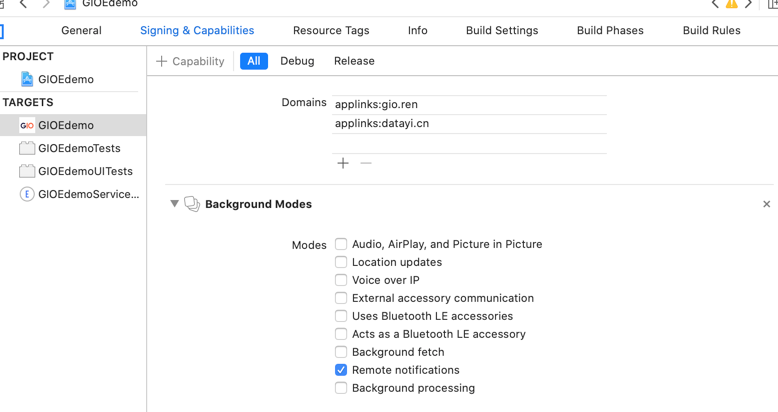 GIOEdemo
General Signing & Capabilities Resource Tags Info Build Settings Build Phases Build Rules
PROJECT
GIOEdemo
TARGETS
GIO GIOEdemo
GIOEdemoTests
GIOEdemoUITests
E GIOEdemoService...
+ Capability All Debug Release
Domains applinks:gio.ren
applinks:datayi.cn
Background Modes
Modes Audio, AirPlay, and Picture in Picture
Location updates
Voice over IP
External accessory communication
Uses Bluetooth LE accessories
Acts as a Bluetooth LE accessory
Background fetch
Remote notifications
Background processing